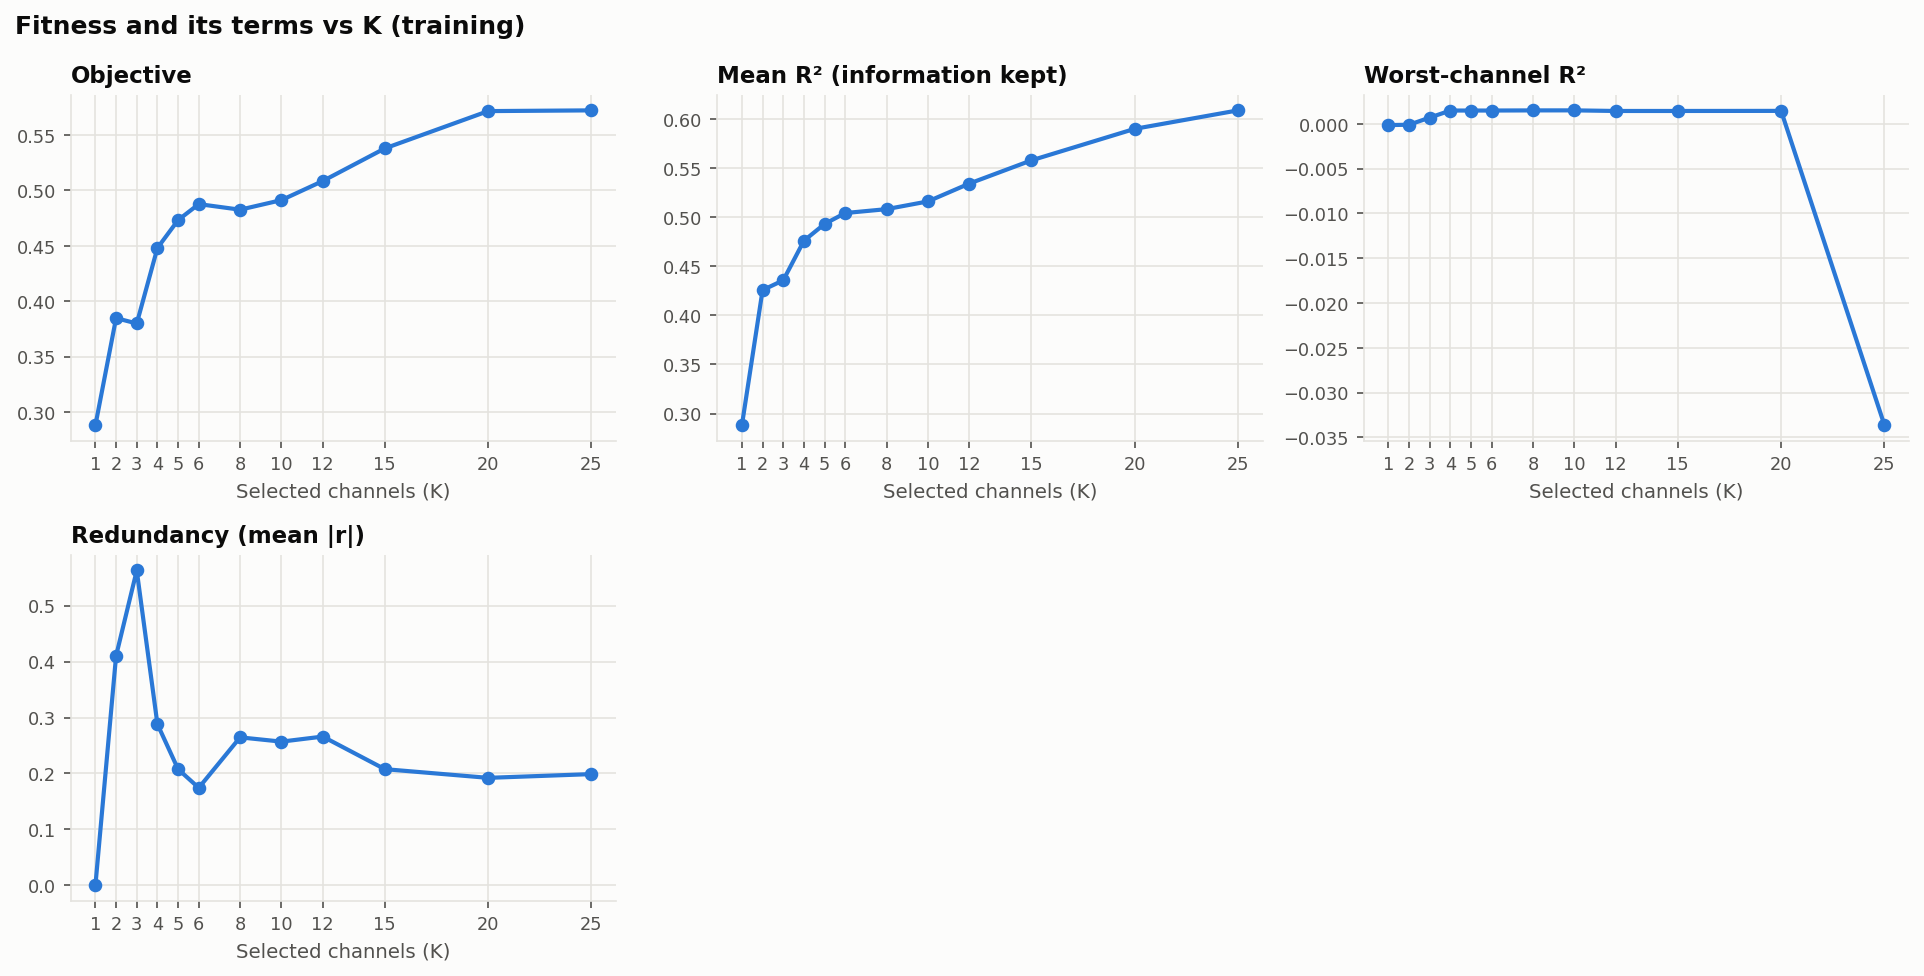 Fitness and its terms vs K (training)
Objective
0.55
0.50
0.45
0.40
0.35
0.30
1 2 3 4 5 6 8 10 12 15 20 25
Selected channels (K)
Mean R² (information kept)
0.60
0.55
0.50
0.45
0.40
0.35
0.30
1 2 3 4 5 6 8 10 12 15 20 25
Selected channels (K)
Worst-channel R²
0.000
−0.005
−0.010
−0.015
−0.020
−0.025
−0.030
−0.035
1 2 3 4 5 6 8 10 12 15 20 25
Selected channels (K)
Redundancy (mean |r|)
0.5
0.4
0.3
0.2
0.1
0.0
1 2 3 4 5 6 8 10 12 15 20 25
Selected channels (K)